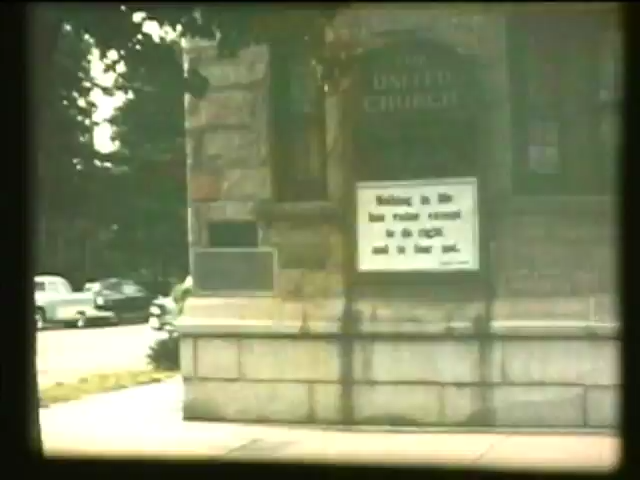 THE
UNITED
CHURCH
Nothing in life
has value except
to do right
and to fear not.